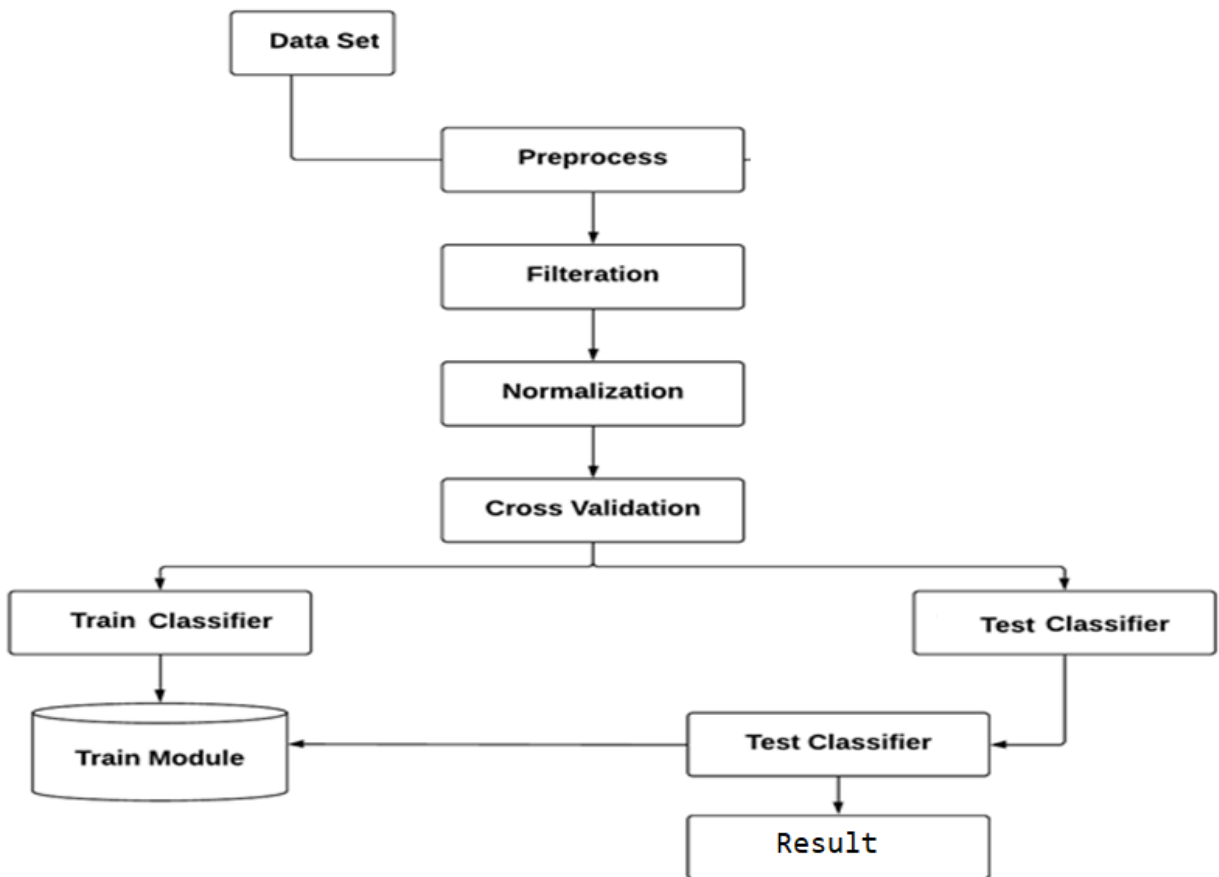 Data Set
Preprocess
Filteration
Normalization
Cross Validation
Train Classifier
Test Classifier
Train Module
Test Classifier
Result